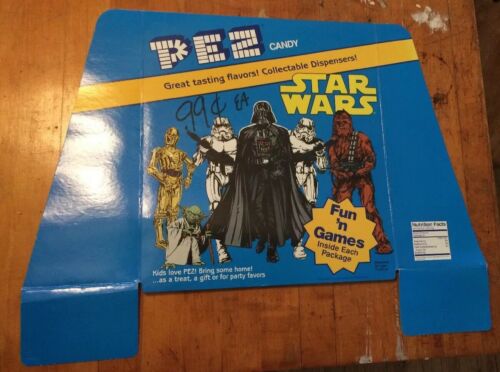 PEZ CANDY
Great tasting flavors! Collectable Dispensers!
STAR
WARS
99¢ EA
Fun
'n
Games
Inside Each
Package
Nutrition Facts
Kids love PEZ! Bring some home!
...as a treat, a gift or for party favors